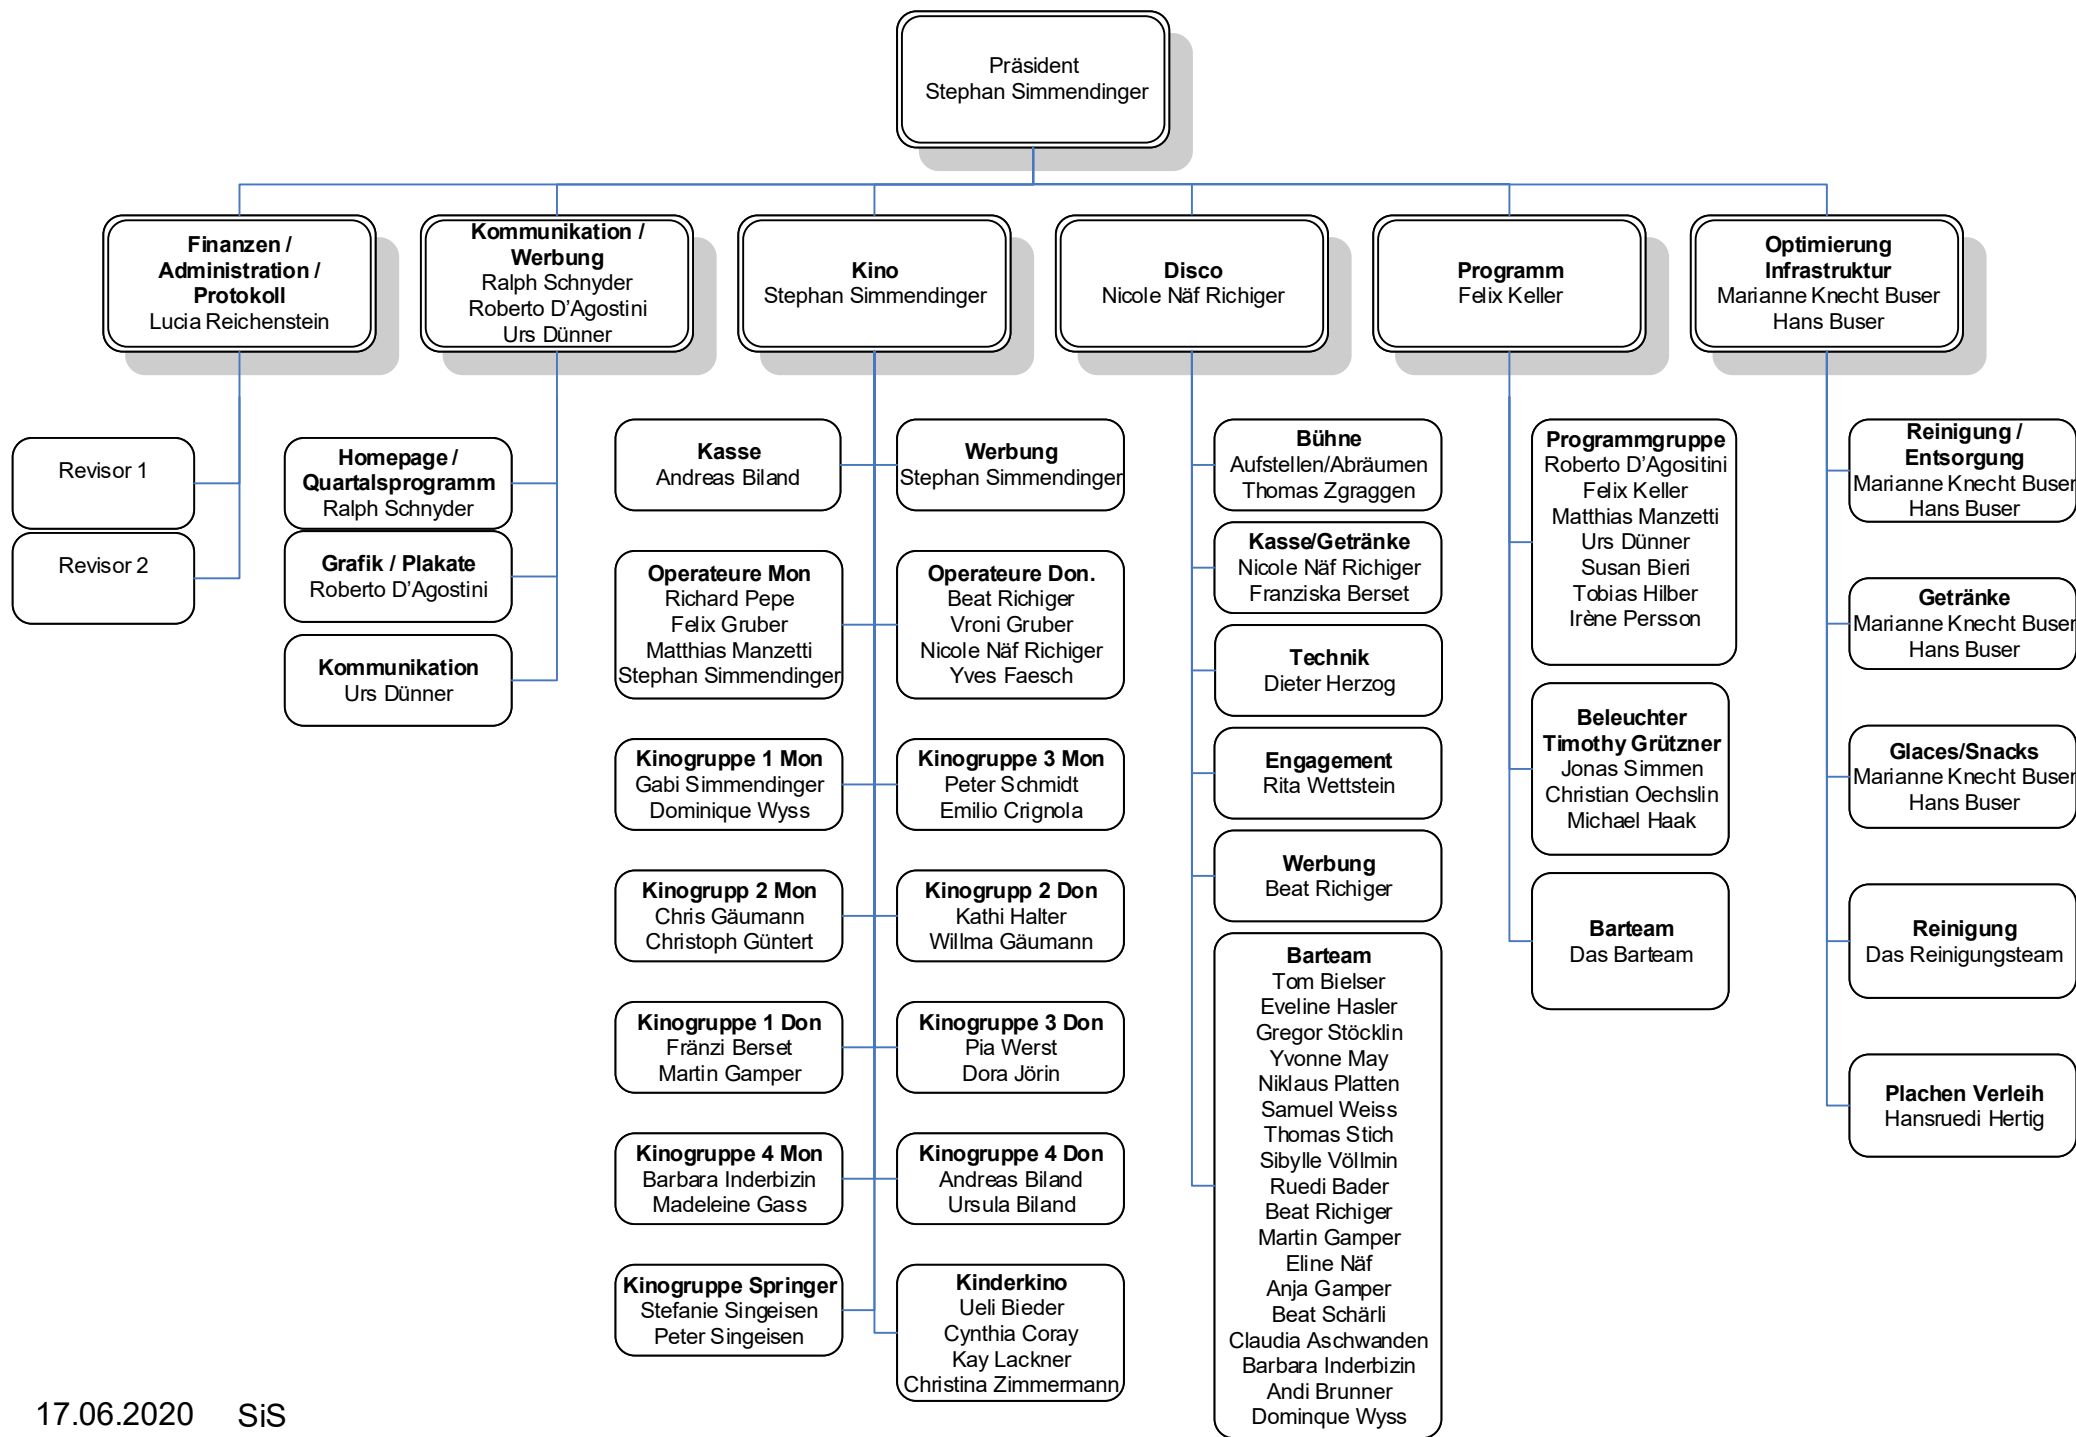 Präsident
Stephan Simmendinger
Finanzen /
Administration /
Protokoll
Lucia Reichenstein
Kommunikation /
Werbung
Ralph Schnyder
Roberto D’Agostini
Urs Dünner
Kino
Stephan Simmendinger
Disco
Nicole Näf Richiger
Programm
Felix Keller
Optimierung
Infrastruktur
Marianne Knecht Buser
Hans Buser
Revisor 1
Revisor 2
Homepage /
Quartalsprogramm
Ralph Schnyder
Grafik / Plakate
Roberto D’Agostini
Kommunikation
Urs Dünner
Kasse
Andreas Biland
Werbung
Stephan Simmendinger
Operateure Mon
Richard Pepe
Felix Gruber
Matthias Manzetti
Stephan Simmendinger
Operateure Don.
Beat Richiger
Vroni Gruber
Nicole Näf Richiger
Yves Faesch
Kinogruppe 1 Mon
Gabi Simmendinger
Dominique Wyss
Kinogruppe 3 Mon
Peter Schmidt
Emilio Crignola
Kinogrupp 2 Mon
Chris Gäumann
Christoph Güntert
Kinogrupp 2 Don
Kathi Halter
Willma Gäumann
Kinogruppe 1 Don
Fränzi Berset
Martin Gamper
Kinogruppe 3 Don
Pia Werst
Dora Jörin
Kinogruppe 4 Mon
Barbara Inderbizin
Madeleine Gass
Kinogruppe 4 Don
Andreas Biland
Ursula Biland
Kinogruppe Springer
Stefanie Singeisen
Peter Singeisen
Kinderkino
Ueli Bieder
Cynthia Coray
Kay Lackner
Christina Zimmermann
Bühne
Aufstellen/Abräumen
Thomas Zgraggen
Kasse/Getränke
Nicole Näf Richiger
Franziska Berset
Technik
Dieter Herzog
Engagement
Rita Wettstein
Werbung
Beat Richiger
Barteam
Tom Bielser
Eveline Hasler
Gregor Stöcklin
Yvonne May
Niklaus Platten
Samuel Weiss
Thomas Stich
Sibylle Völlmin
Ruedi Bader
Beat Richiger
Martin Gamper
Eline Näf
Anja Gamper
Beat Schärli
Claudia Aschwanden
Barbara Inderbizin
Andi Brunner
Dominque Wyss
Programmgruppe
Roberto D’Agositini
Felix Keller
Matthias Manzetti
Urs Dünner
Susan Bieri
Tobias Hilber
Irène Persson
Beleuchter
Timothy Grützner
Jonas Simmen
Christian Oechslin
Michael Haak
Barteam
Das Barteam
Reinigung /
Entsorgung
Marianne Knecht Buser
Hans Buser
Getränke
Marianne Knecht Buser
Hans Buser
Glaces/Snacks
Marianne Knecht Buser
Hans Buser
Reinigung
Das Reinigungsteam
Plachen Verleih
Hansruedi Hertig
17.06.2020 SiS